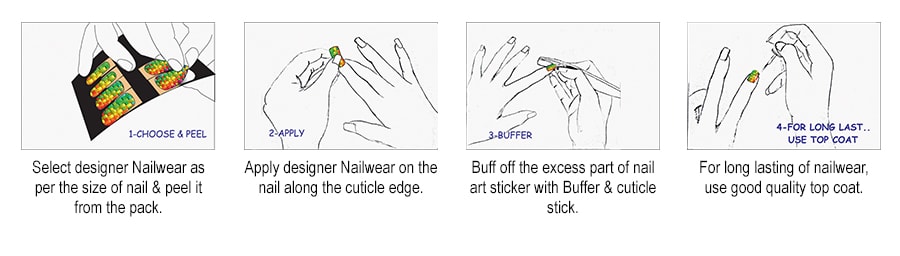 1-CHOOSE & PEEL
Select designer Nailwear as
per the size of nail & peel it
from the pack.
2-APPLY
Apply designer Nailwear on the
nail along the cuticle edge.
3-BUFFER
Buff off the excess part of nail
art sticker with Buffer & cuticle
stick.
4-FOR LONG LAST..
USE TOP COAT
For long lasting of nailwear,
use good quality top coat.